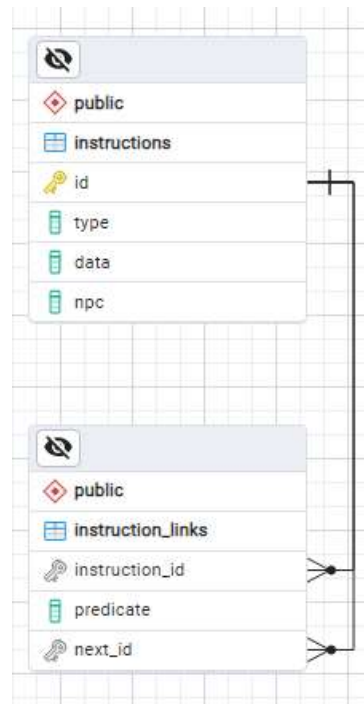 public
instructions
id
type
data
npc
public
instruction_links
instruction_id
predicate
next_id